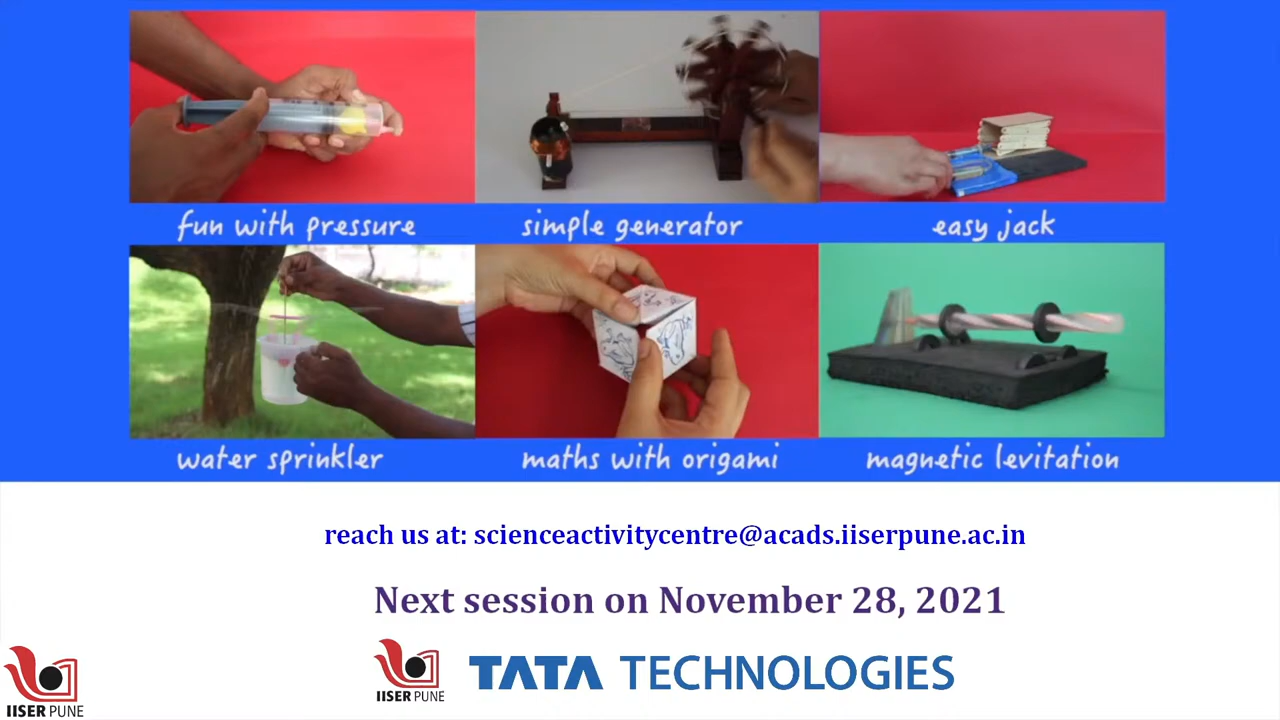 fun with pressure
simple generator
easy jack
water sprinkler
maths with origami
magnetic levitation
reach us at: scienceactivitycentre@acads.iiserpune.ac.in
Next session on November 28, 2021
IISER PUNE
IISER PUNE
TATA TECHNOLOGIES